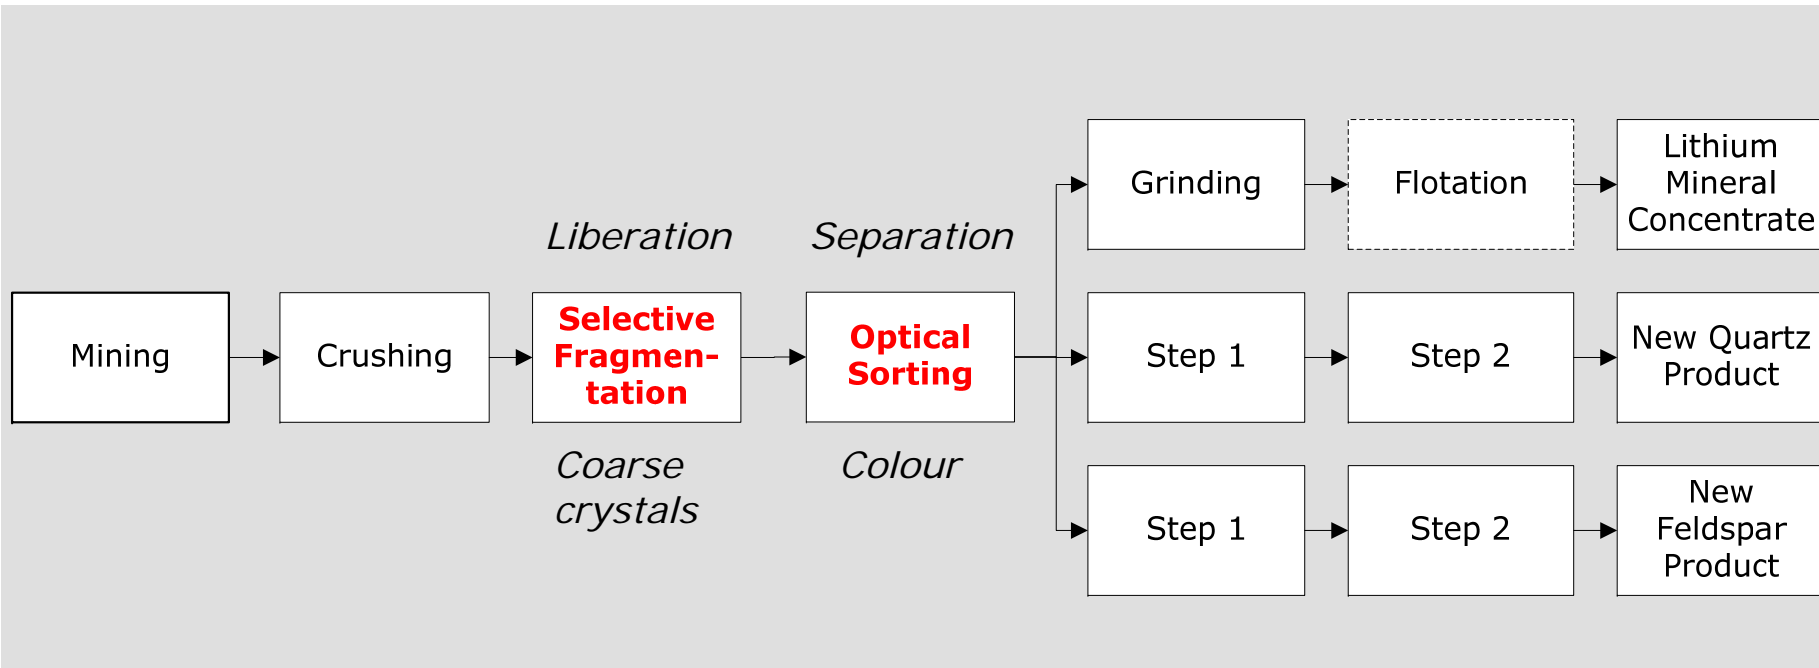 Mining
Crushing
Liberation
Selective
Fragmen-
tation
Coarse
crystals
Separation
Optical
Sorting
Colour
Grinding
Flotation
Lithium
Mineral
Concentrate
Step 1
Step 2
New Quartz
Product
Step 1
Step 2
New
Feldspar
Product